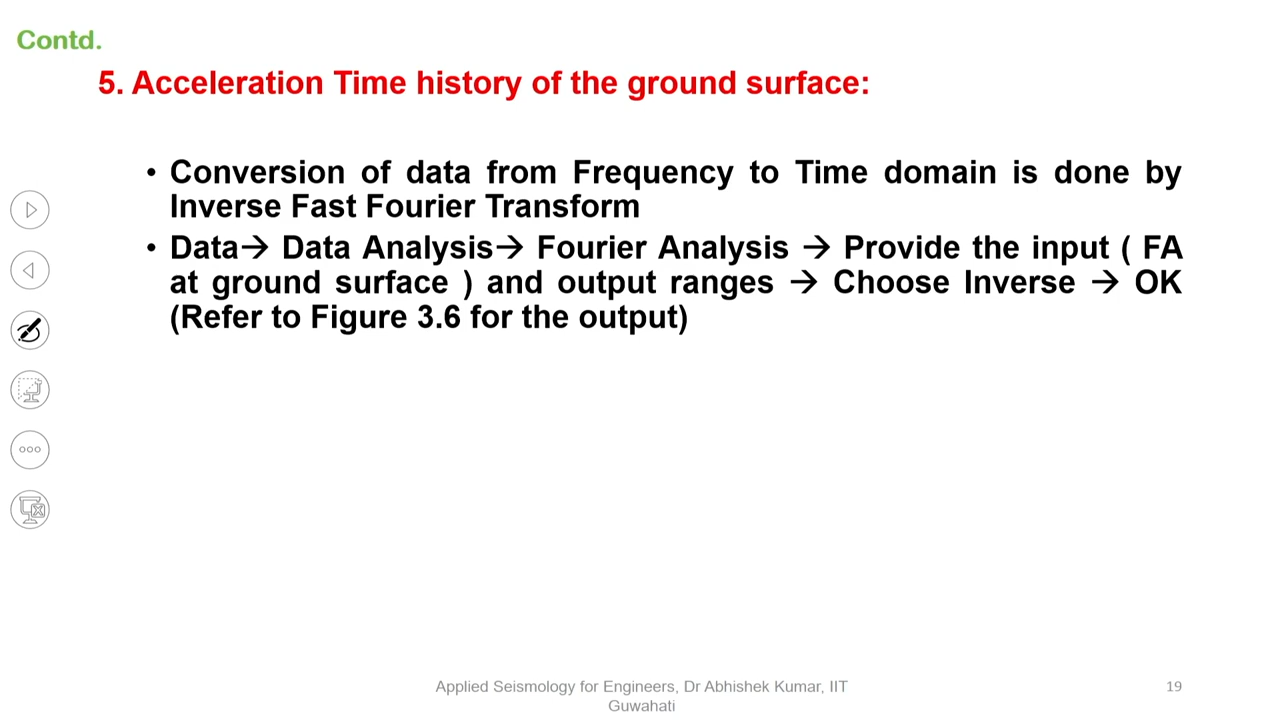 Contd.
5. Acceleration Time history of the ground surface:
• Conversion of data from Frequency to Time domain is done by
Inverse Fast Fourier Transform
• Data→ Data Analysis→ Fourier Analysis → Provide the input ( FA
at ground surface ) and output ranges → Choose Inverse → OK
(Refer to Figure 3.6 for the output)
Applied Seismology for Engineers, Dr Abhishek Kumar, IIT
Guwahati
19